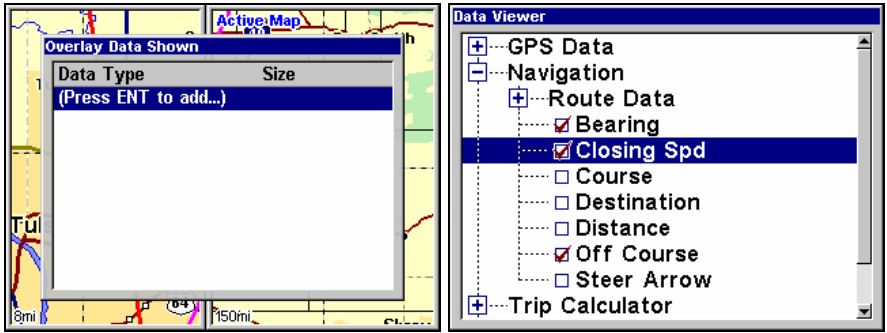 Active Map
Overlay Data Shown
Data Type Size
(Press ENT to add...)
8mi
64
150mi
Data Viewer
GPS Data
Navigation
Route Data
Bearing
Closing Spd
Course
Destination
Distance
Off Course
Steer Arrow
Trip Calculator